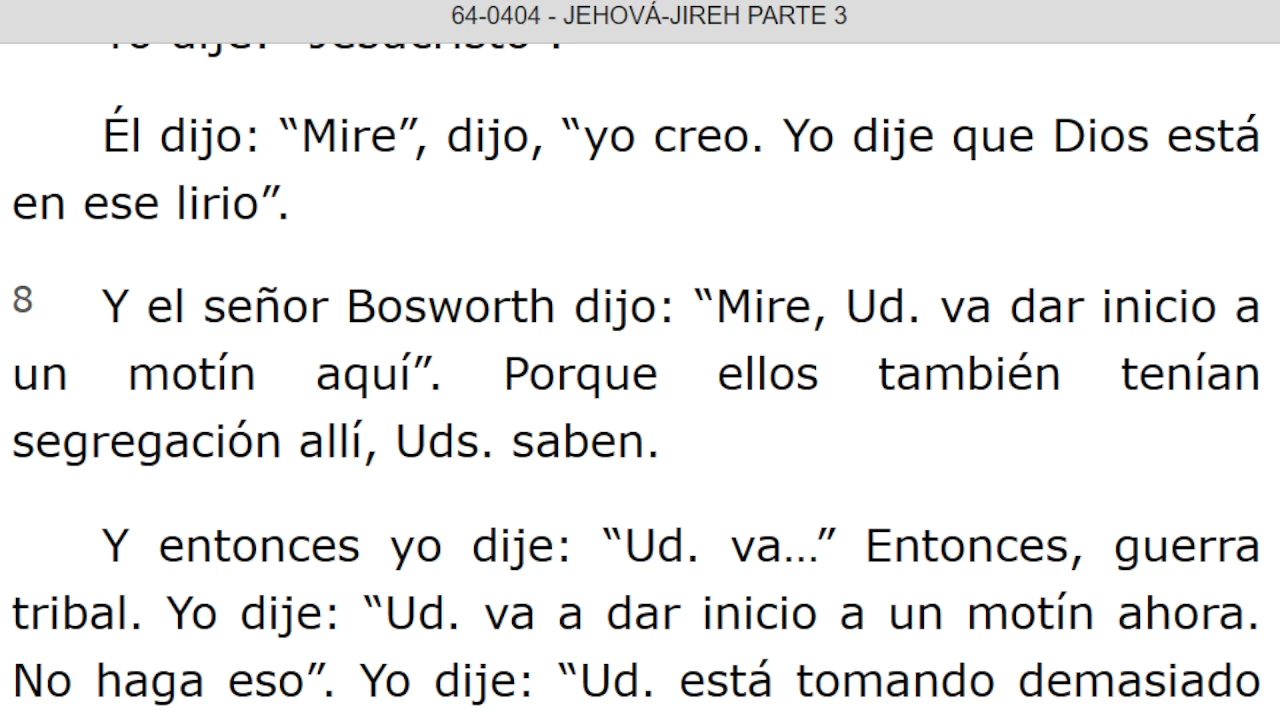 64-0404 - JEHOVÁ-JIREH PARTE 3
Yo dije: “Jesucristo”.
Él dijo: “Mire”, dijo, “yo creo. Yo dije que Dios está
en ese lirio”.
8 Y el señor Bosworth dijo: “Mire, Ud. va dar inicio a
un motín aquí”. Porque ellos también tenían
segregación allí, Uds. saben.
Y entonces yo dije: “Ud. va...” Entonces, guerra
tribal. Yo dije: “Ud. va a dar inicio a un motín ahora.
No haga eso”. Yo dije: “Ud. está tomando demasiado